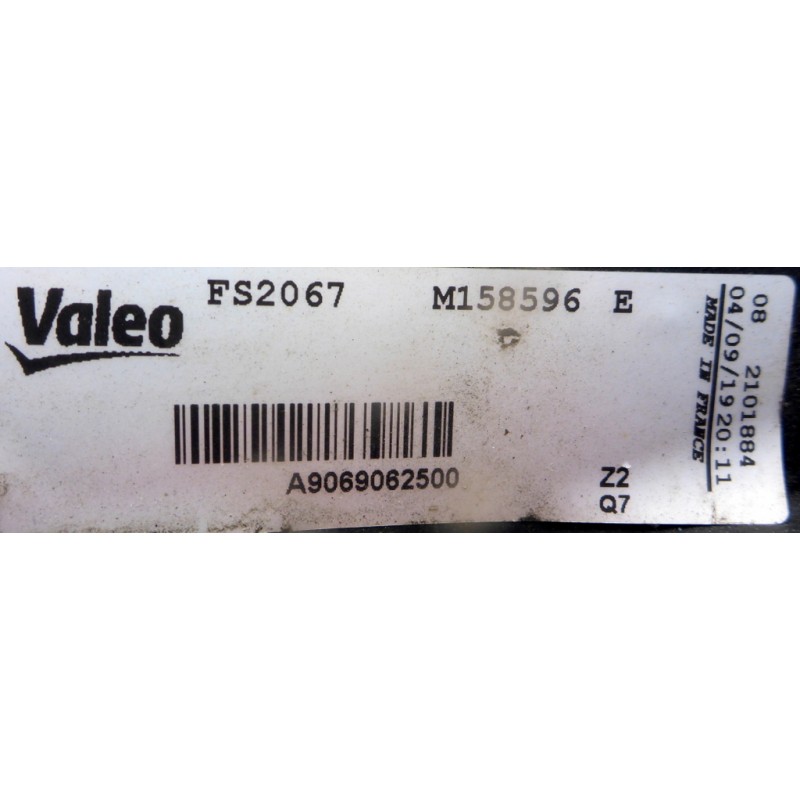 Valeo
FS2067 M158596 E
A9069062500
Z2
Q7
08 2101884
04/09/19 20:11
MADE IN FRANCE